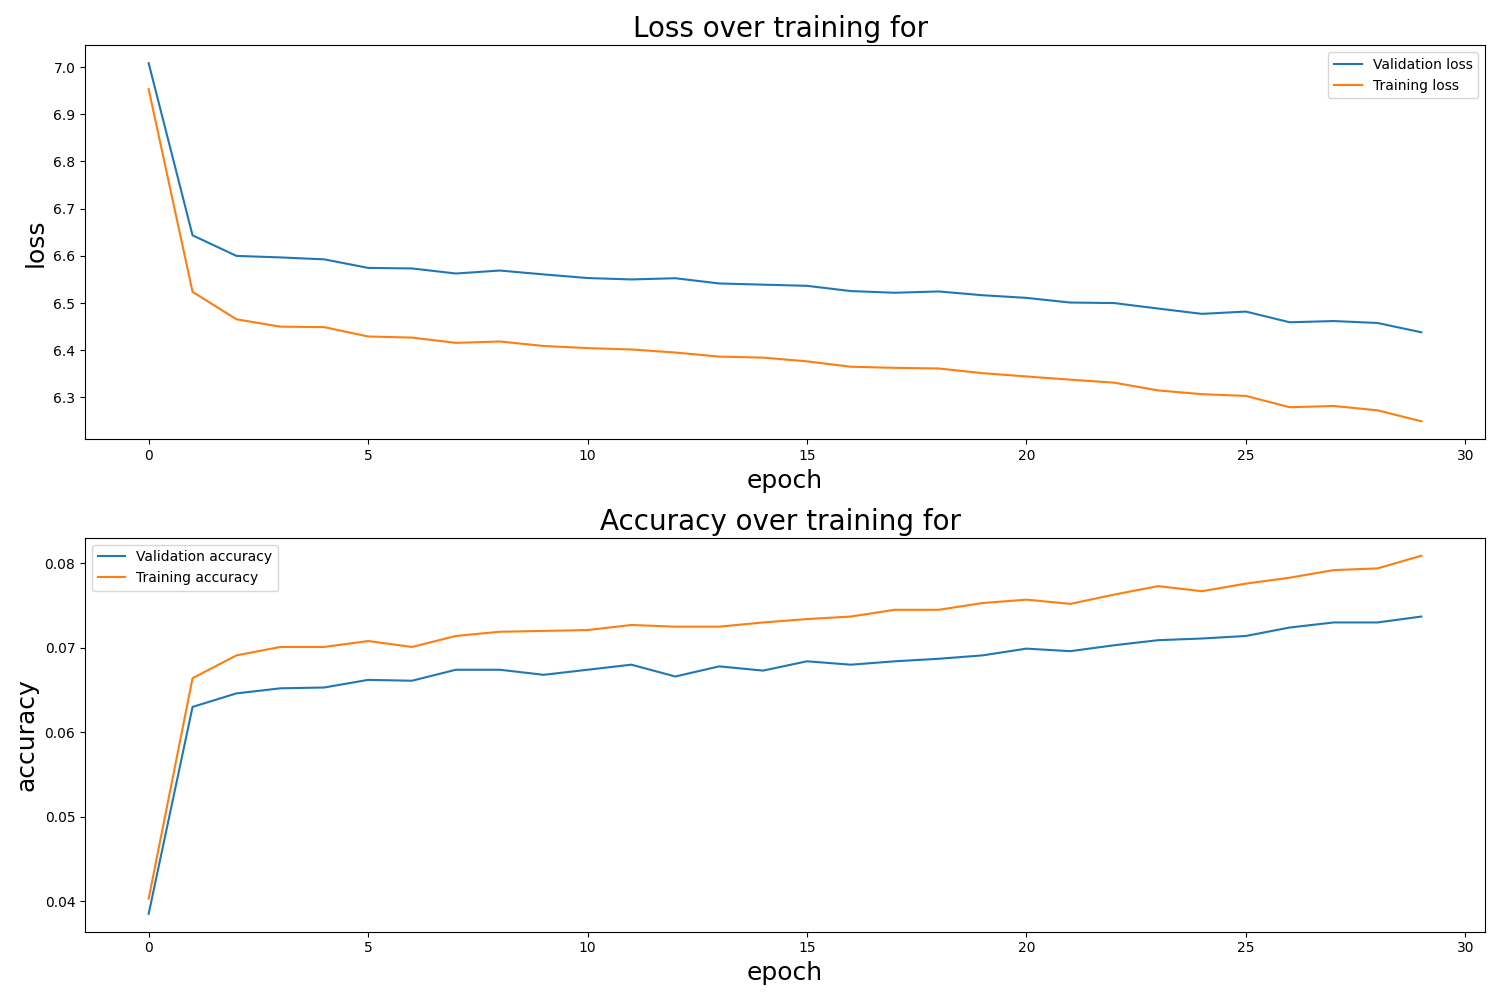 Loss over training for
7.0
6.9
6.8
6.7
6.6
6.5
6.4
6.3
loss
Validation loss
Training loss
0 5 10 15 20 25 30
epoch
Accuracy over training for
0.08
0.07
0.06
0.05
0.04
accuracy
Validation accuracy
Training accuracy
0 5 10 15 20 25 30
epoch